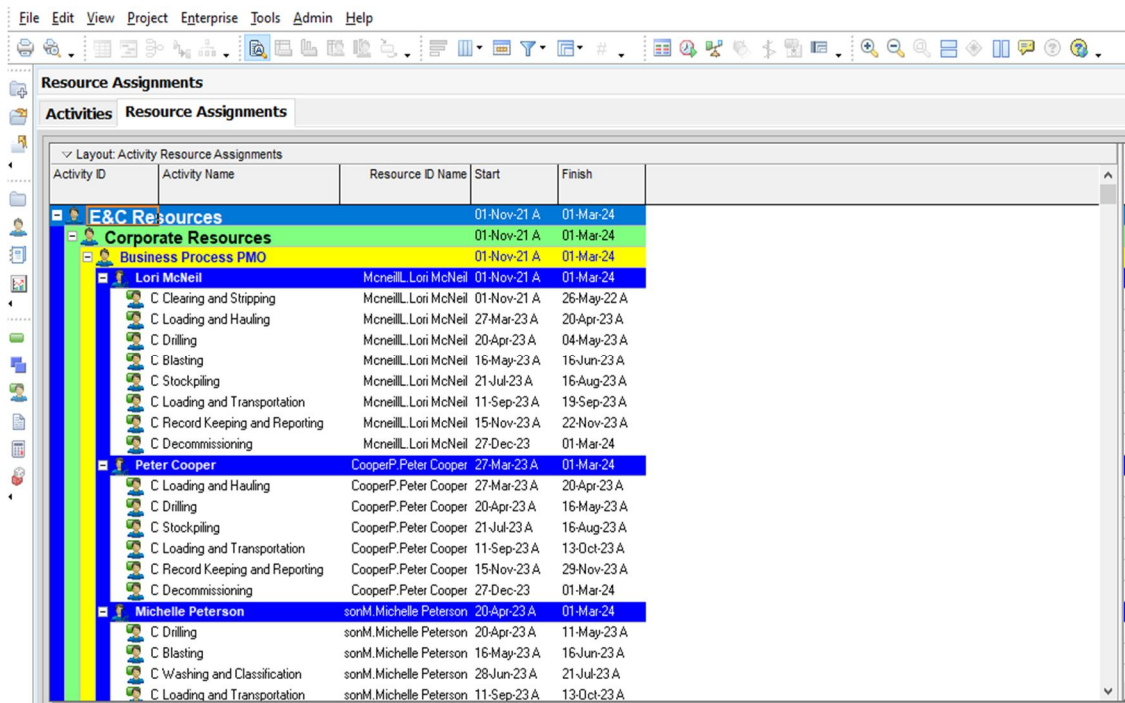 File Edit View Project Enterprise Tools Admin Help
Resource Assignments
Activities Resource Assignments
Layout: Activity Resource Assignments
Activity ID Activity Name Resource ID Name Start Finish
E&C Resources 01-Nov-21 A 01-Mar-24
Corporate Resources 01-Nov-21 A 01-Mar-24
Business Process PMO 01-Nov-21 A 01-Mar-24
Lori McNeil McneillL.Lori McNeil 01-Nov-21 A 01-Mar-24
C Clearing and Stripping McneillL.Lori McNeil 01-Nov-21 A 26-May-22 A
C Loading and Hauling McneillL.Lori McNeil 27-Mar-23 A 20-Apr-23 A
C Drilling McneillL.Lori McNeil 20-Apr-23 A 04-May-23 A
C Blasting McneillL.Lori McNeil 16-May-23 A 16-Jun-23 A
C Stockpiling McneillL.Lori McNeil 21-Jul-23 A 16-Aug-23 A
C Loading and Transportation McneillL.Lori McNeil 11-Sep-23 A 19-Sep-23 A
C Record Keeping and Reporting McneillL.Lori McNeil 15-Nov-23 A 22-Nov-23 A
C Decommissioning McneillL.Lori McNeil 27-Dec-23 01-Mar-24
Peter Cooper CooperP.Peter Cooper 27-Mar-23 A 01-Mar-24
C Loading and Hauling CooperP.Peter Cooper 27-Mar-23 A 20-Apr-23 A
C Drilling CooperP.Peter Cooper 20-Apr-23 A 16-May-23 A
C Stockpiling CooperP.Peter Cooper 21-Jul-23 A 16-Aug-23 A
C Loading and Transportation CooperP.Peter Cooper 11-Sep-23 A 13-Oct-23 A
C Record Keeping and Reporting CooperP.Peter Cooper 15-Nov-23 A 29-Nov-23 A
C Decommissioning CooperP.Peter Cooper 27-Dec-23 01-Mar-24
Michelle Peterson sonM.Michelle Peterson 20-Apr-23 A 01-Mar-24
C Drilling sonM.Michelle Peterson 20-Apr-23 A 11-May-23 A
C Blasting sonM.Michelle Peterson 16-May-23 A 16-Jun-23 A
C Washing and Classification sonM.Michelle Peterson 28-Jun-23 A 21-Jul-23 A
C Loading and Transportation sonM.Michelle Peterson 11-Sep-23 A 13-Oct-23 A